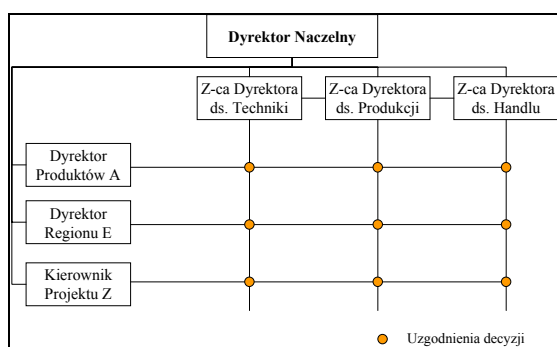 Dyrektor Naczelny
Z-ca Dyrektora
ds. Techniki
Z-ca Dyrektora
ds. Produkcji
Z-ca Dyrektora
ds. Handlu
Dyrektor
Produktów A
Dyrektor
Regionu E
Kierownik
Projektu Z
Uzgodnienia decyzji